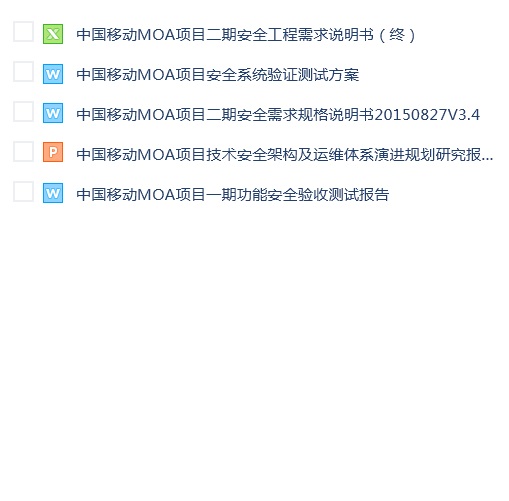 中国移动MOA项目二期安全工程需求说明书（终）
中国移动MOA项目安全系统验证测试方案
中国移动MOA项目二期安全需求规格说明书20150827V3.4
中国移动MOA项目技术安全架构及运维体系演进规划研究报...
中国移动MOA项目一期功能安全验收测试报告